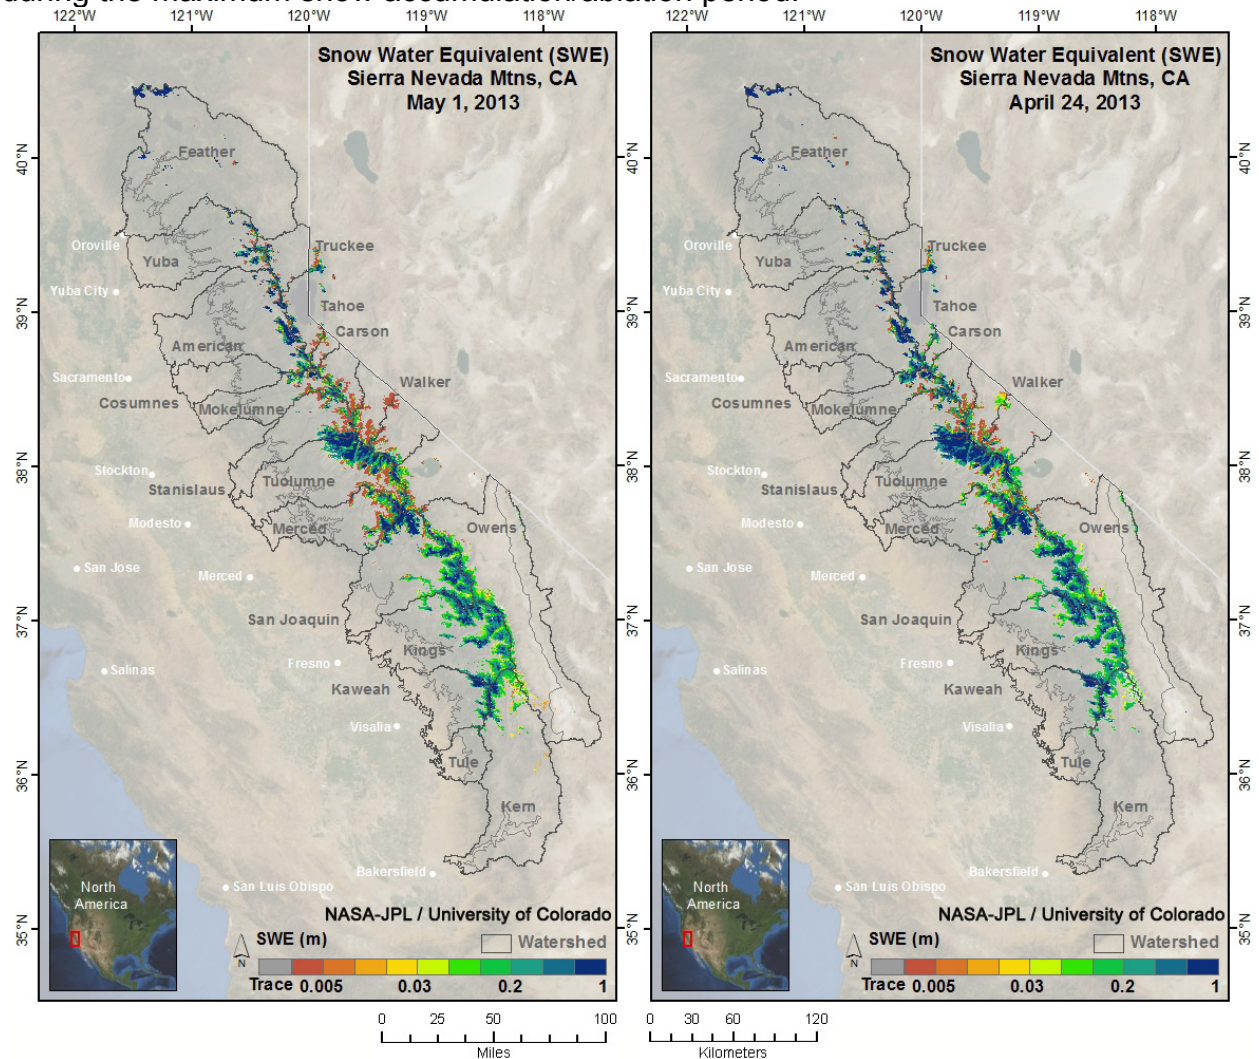 during the maximum snow accumulation/ablation period.
122°W 121°W 120°W 119°W 118°W
Snow Water Equivalent (SWE)
Sierra Nevada Mtns, CA
May 1, 2013
40°N
39°N
38°N
37°N
36°N
35°N
Feather
Truckee
Oroville
Yuba
Yuba City
Tahoe
Carson
American
Sacramento
Walker
Cosumnes
Mokelumne
Stockton
Tuolumne
Stanislaus
Modesto
Merced
Owens
San Jose
Merced
San Joaquin
Kings
Fresno
Salinas
Kaweah
Visalia
Tule
Kern
Bakersfield
San Luis Obispo
North
America
NASA-JPL / University of Colorado
N
SWE (m)
Watershed
Trace 0.005 0.03 0.2 1
122°W 121°W 120°W 119°W 118°W
Snow Water Equivalent (SWE)
Sierra Nevada Mtns, CA
April 24, 2013
40°N
39°N
38°N
37°N
36°N
35°N
Feather
Truckee
Oroville
Yuba
Yuba City
Tahoe
Carson
American
Sacramento
Walker
Cosumnes
Mokelumne
Stockton
Tuolumne
Stanislaus
Modesto
Merced
Owens
San Jose
Merced
San Joaquin
Kings
Fresno
Salinas
Kaweah
Visalia
Tule
Kern
Bakersfield
San Luis Obispo
North
America
NASA-JPL / University of Colorado
N
SWE (m)
Watershed
Trace 0.005 0.03 0.2 1
0 25 50 100
Miles
0 30 60 120
Kilometers